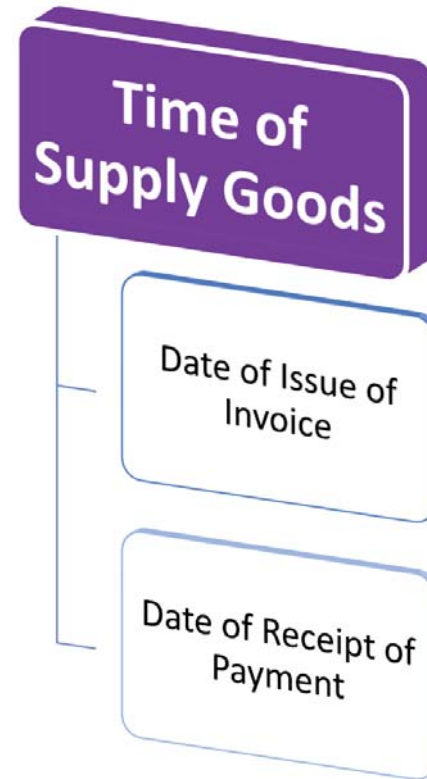 Time of
Supply Goods
Date of Issue of
Invoice
Date of Receipt of
Payment